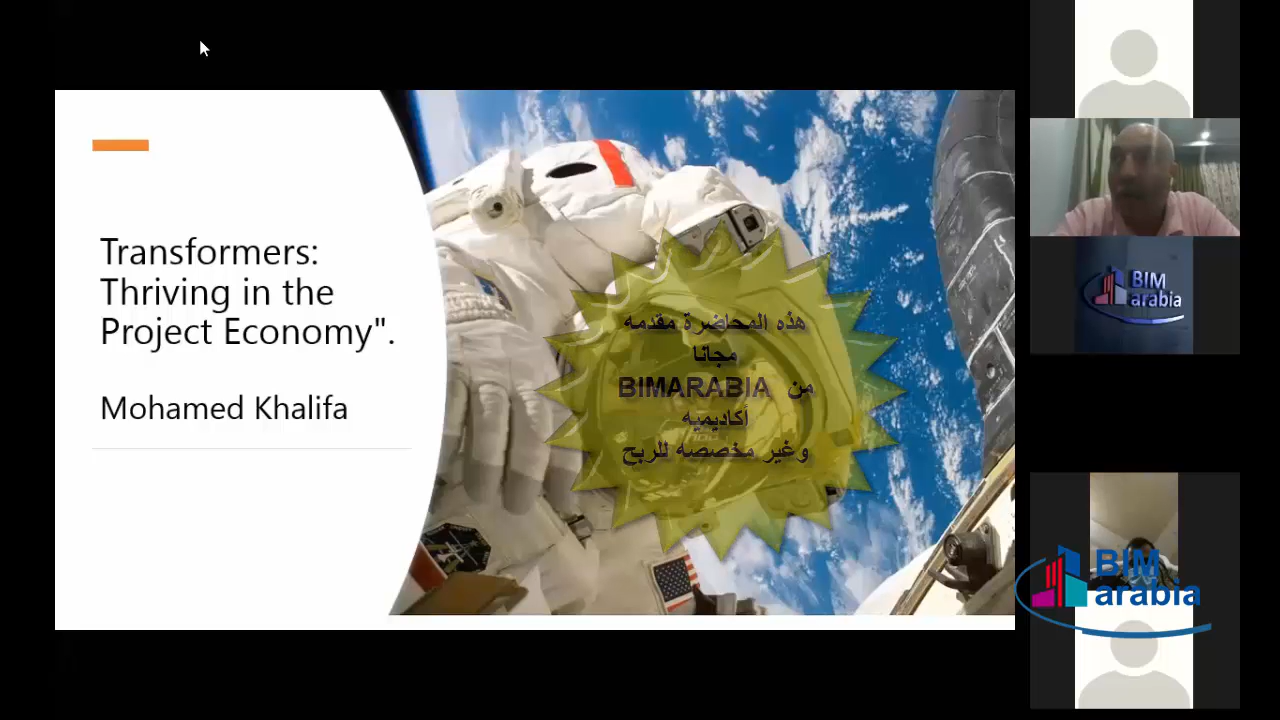 Transformers:
Thriving in the
Project Economy".
Mohamed Khalifa
هذه المحاضرة مقدمه
مجانا
من BIMARABIA
أكاديميه
وغير مخصصه للربح
BIM
arabia
BIM
arabia